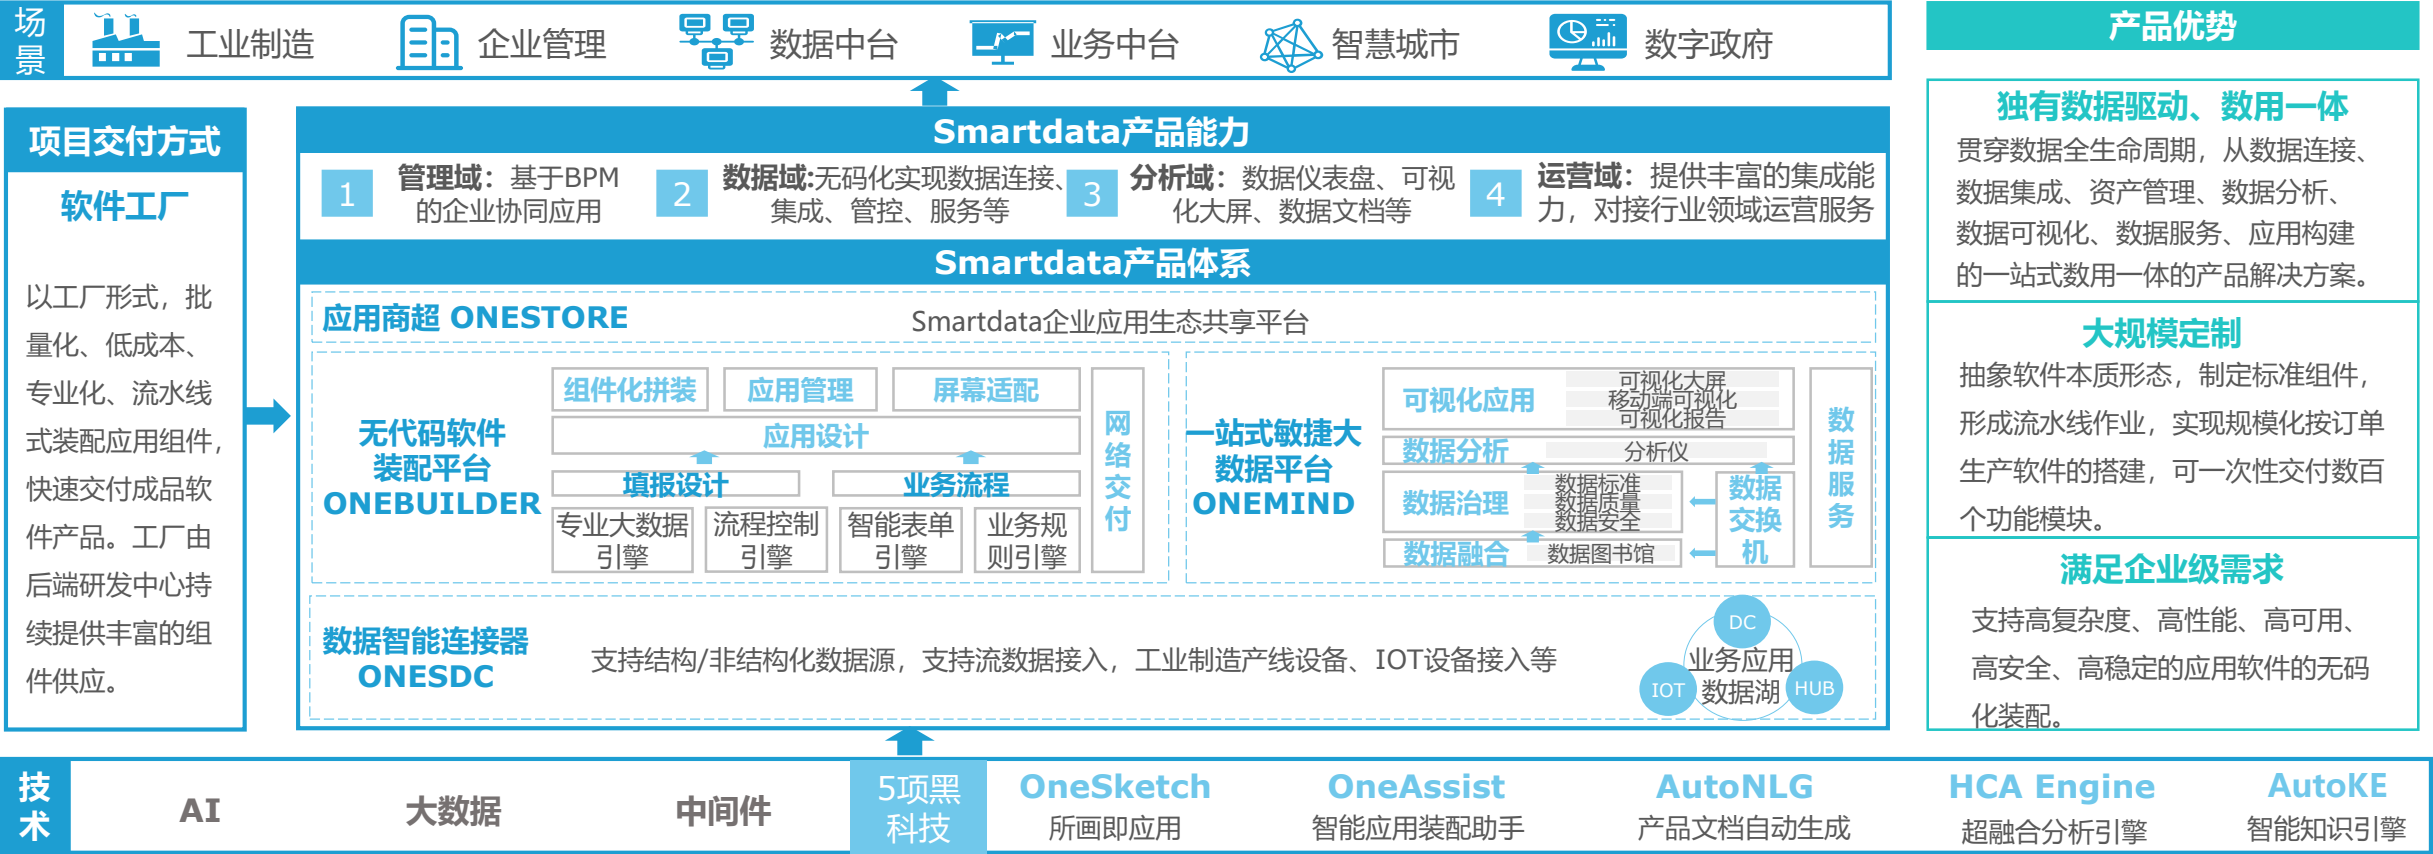 场
景
工业制造
企业管理
数据中台
业务中台
智慧城市
数字政府
项目交付方式
软件工厂
以工厂形式，批
量化、低成本、
专业化、流水线
式装配应用组件，
快速交付成品软
件产品。工厂由
后端研发中心持
续提供丰富的组
件供应。
Smartdata产品能力
1
管理域：基于BPM
的企业协同应用
2
数据域:无码化实现数据连接、
集成、管控、服务等
3
分析域：数据仪表盘、可视
化大屏、数据文档等
4
运营域：提供丰富的集成能
力，对接行业领域运营服务
Smartdata产品体系
应用商超 ONESTORE
Smartdata企业应用生态共享平台
无代码软件
装配平台
ONEBUILDER
组件化拼装
应用管理
屏幕适配
应用设计
填报设计
业务流程
专业大数据
引擎
流程控制
引擎
智能表单
引擎
业务规
则引擎
网
络
交
付
一站式敏捷大
数据平台
ONEMIND
可视化应用
可视化大屏
移动端可视化
可视化报告
数据分析
分析仪
数据治理
数据标准
数据质量
数据安全
数据融合
数据图书馆
数据
交换
机
数
据
服
务
数据智能连接器
ONESDC
支持结构/非结构化数据源，支持流数据接入，工业制造产线设备、IOT设备接入等
DC
业务应用
数据湖
IOT
HUB
产品优势
独有数据驱动、数用一体
贯穿数据全生命周期，从数据连接、
数据集成、资产管理、数据分析、
数据可视化、数据服务、应用构建
的一站式数用一体的产品解决方案。
大规模定制
抽象软件本质形态，制定标准组件，
形成流水线作业，实现规模化按订单
生产软件的搭建，可一次性交付数百
个功能模块。
满足企业级需求
支持高复杂度、高性能、高可用、
高安全、高稳定的应用软件的无码
化装配。
技
术
AI
大数据
中间件
5项黑
科技
OneSketch
所画即应用
OneAssist
智能应用装配助手
AutoNLG
产品文档自动生成
HCA Engine
超融合分析引擎
AutoKE
智能知识引擎